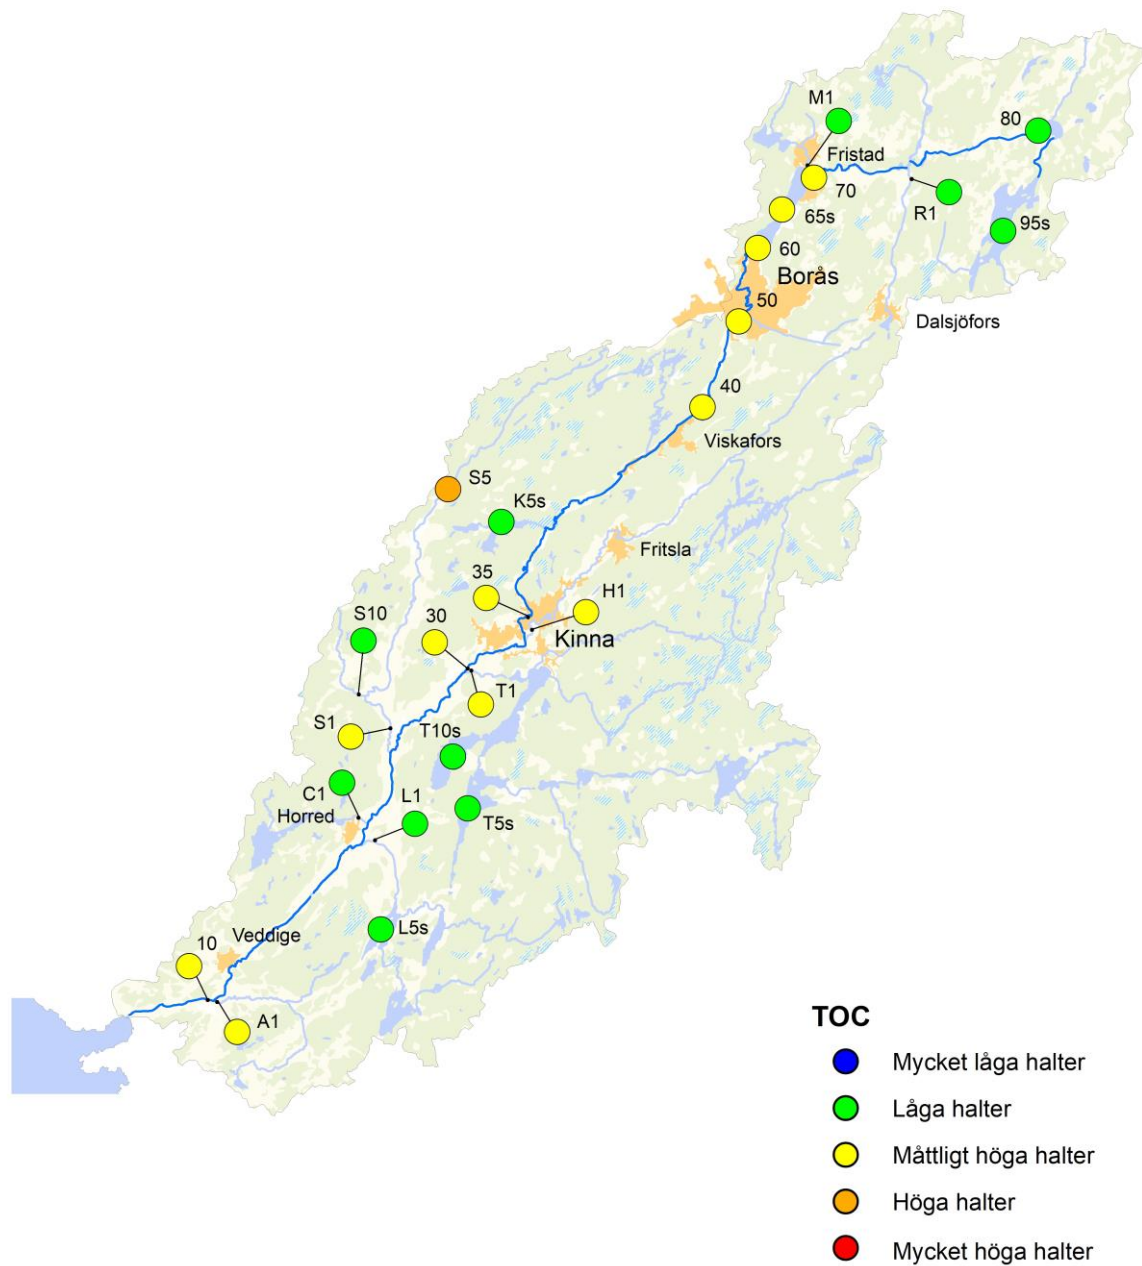 M1
80
Fristad
70
R1
65s
95s
60
Borås
50
Dalsjöfors
40
Viskafors
S5
K5s
Fritsla
35
H1
S10
30
Kinna
T1
S1
T10s
C1
L1
Horred
T5s
L5s
Veddige
10
A1
TOC
Mycket låga halter
Låga halter
Måttligt höga halter
Höga halter
Mycket höga halter